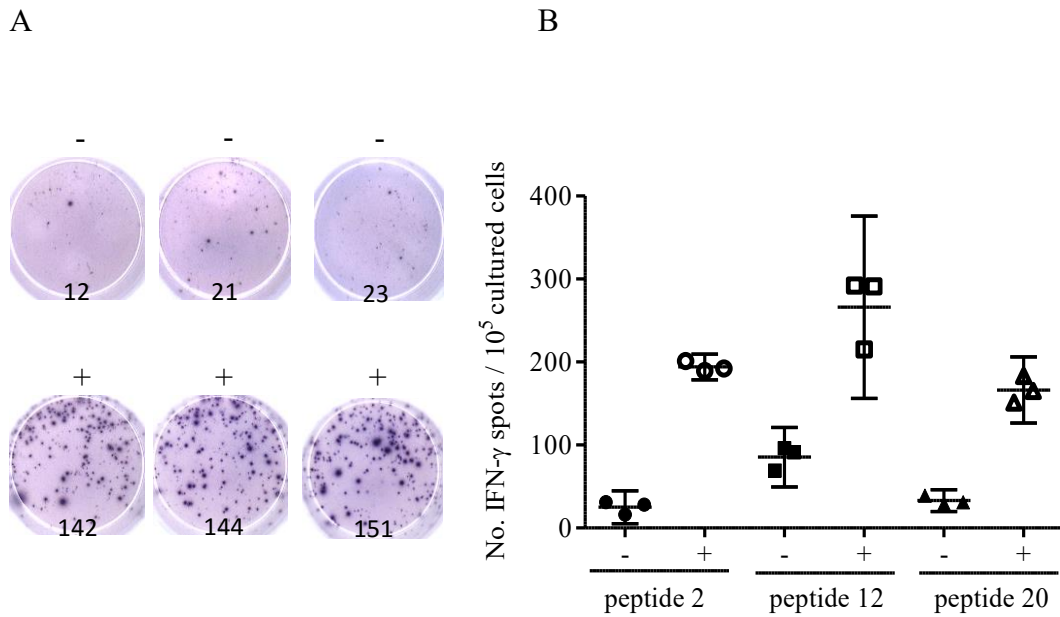 A
B
- - -
12 21 23
+ + +
142 144 151
No. IFN-γ spots / 10⁵ cultured cells
400
300
200
100
0
- + - + - +
peptide 2 peptide 12 peptide 20